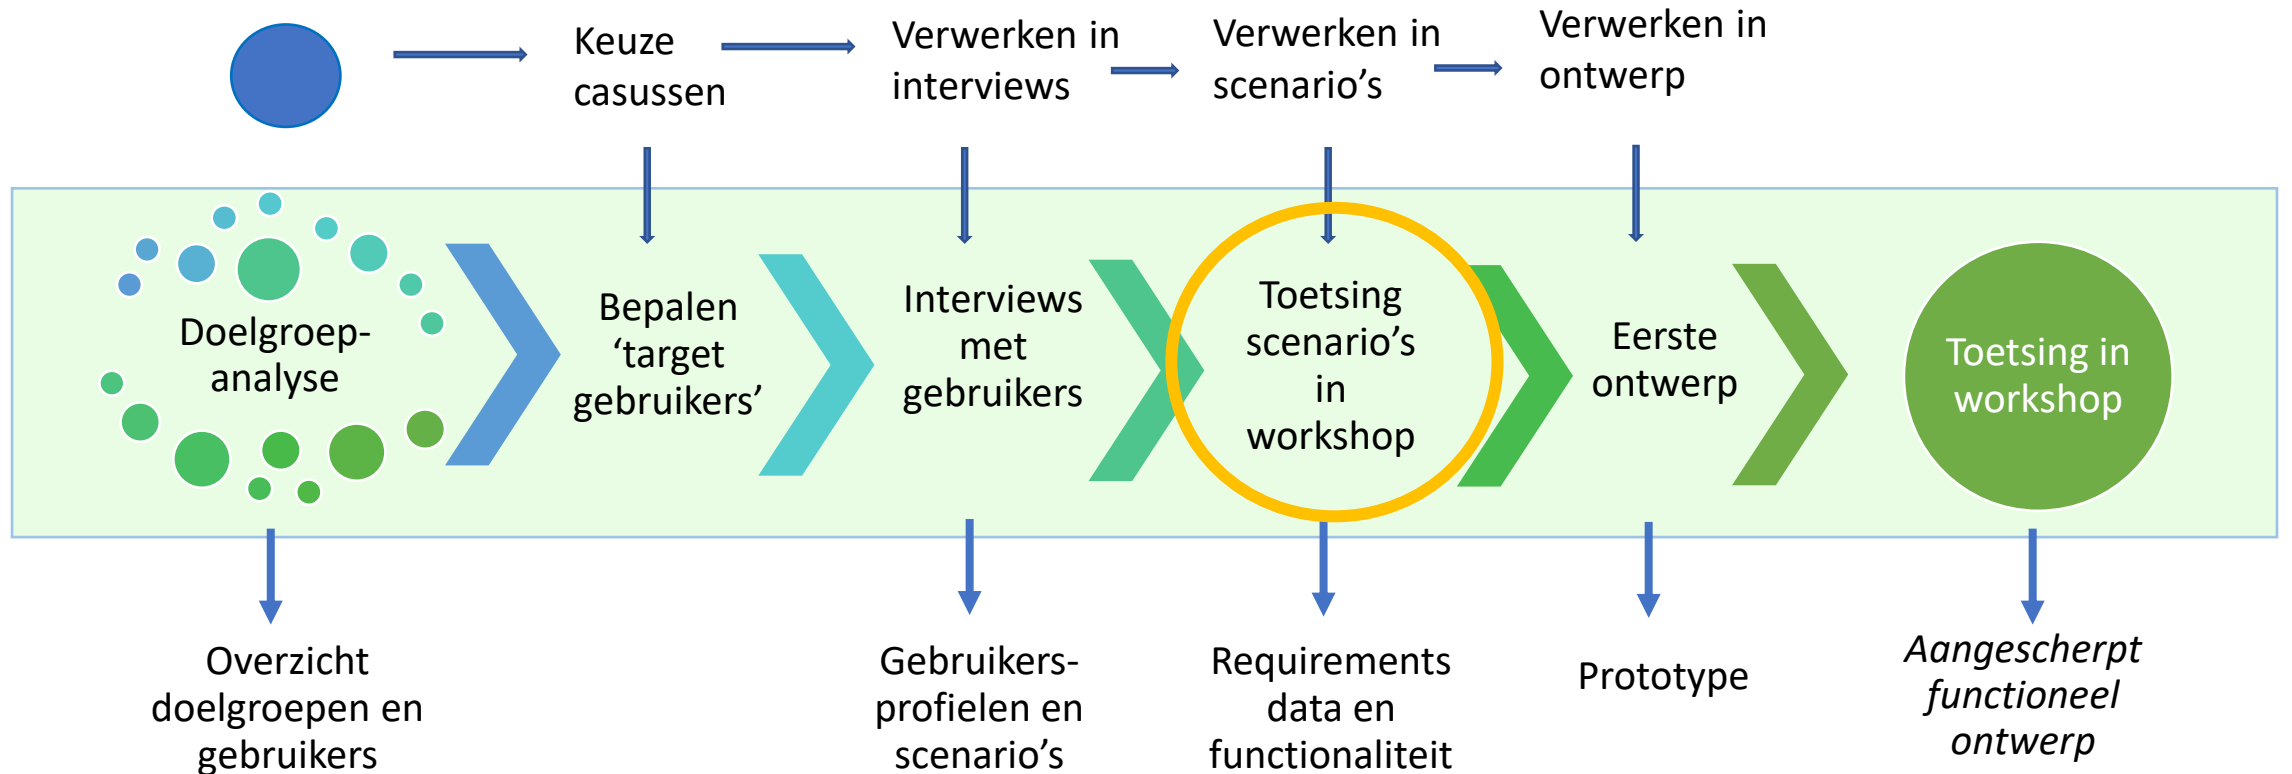 Keuze
casussen
Verwerken in
interviews
Verwerken in
scenario’s
Verwerken in
ontwerp
Doelgroep-
analyse
Bepalen
‘target
gebruikers’
Interviews
met
gebruikers
Toetsing
scenario’s
in
workshop
Eerste
ontwerp
Toetsing in
workshop
Overzicht
doelgroepen en
gebruikers
Gebruikers-
profielen en
scenario’s
Requirements
data en
functionaliteit
Prototype
Aangescherpt
functioneel
ontwerp